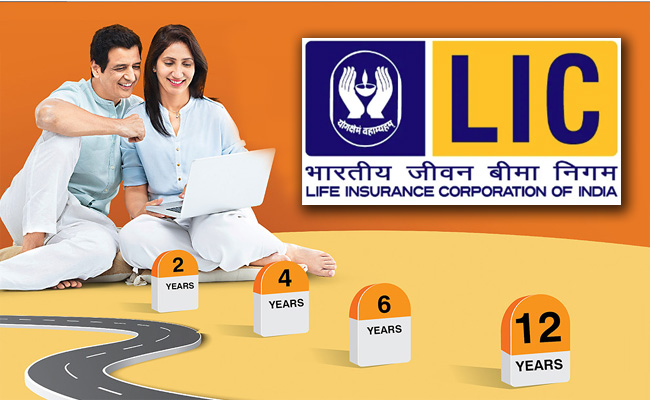 LIC
योगक्षेमं वहाम्यहम्
भारतीय जीवन बीमा निगम
LIFE INSURANCE CORPORATION OF INDIA
2
YEARS
4
YEARS
6
YEARS
12
YEARS